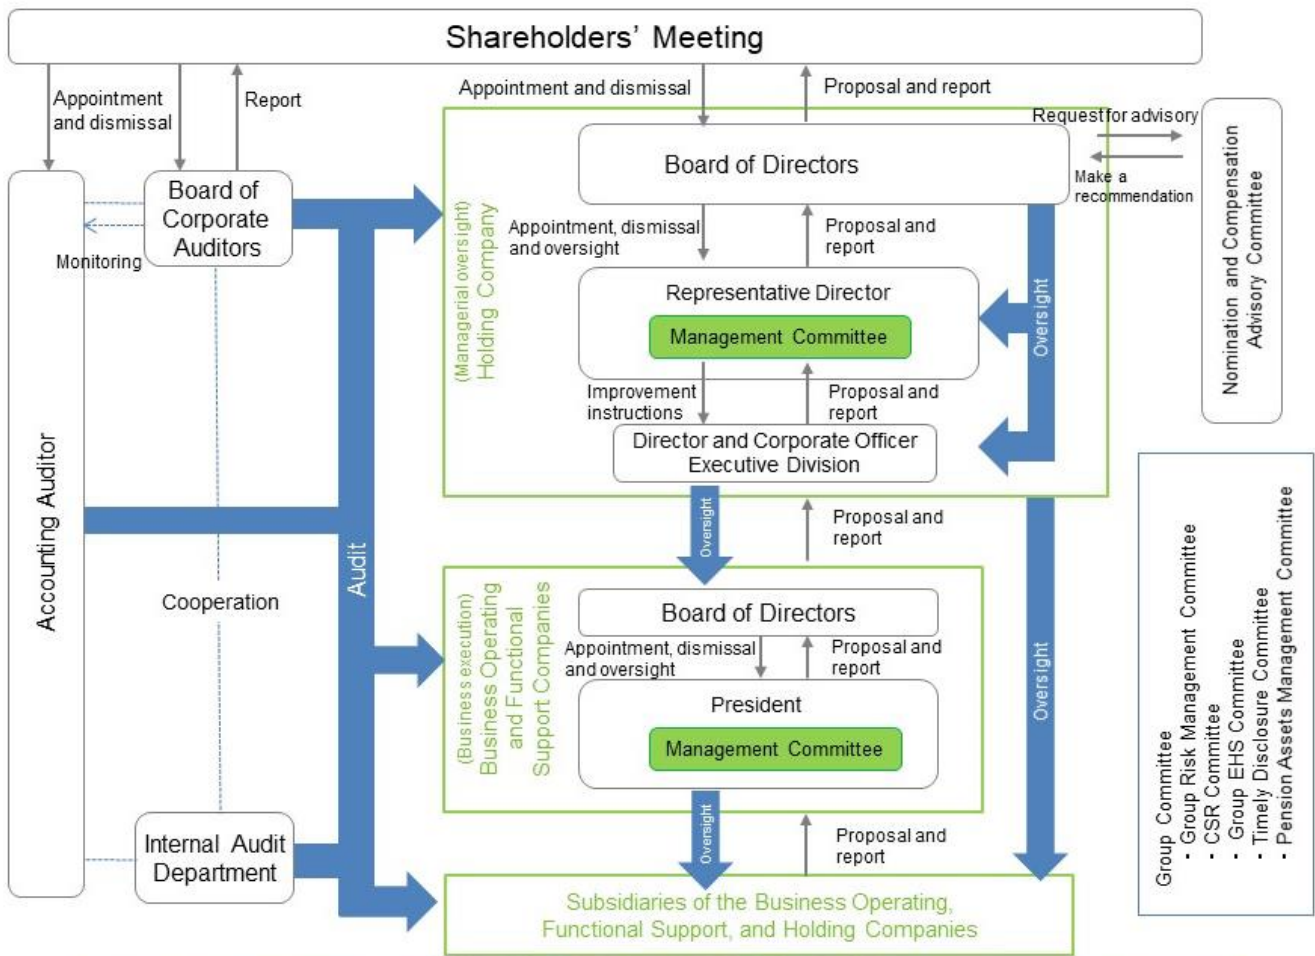 Shareholders' Meeting
Appointment
and dismissal
Report
Appointment and dismissal
Proposal and report
Request for advisory
Make a
recommendation
Nomination and Compensation
Advisory Committee
Board of
Corporate
Auditors
Monitoring
Accounting Auditor
(Managerial oversight)
Holding Company
Board of Directors
Appointment, dismissal
and oversight
Proposal and
report
Representative Director
Management Committee
Oversight
Improvement
instructions
Proposal and
report
Director and Corporate Officer
Executive Division
Oversight
Proposal and
report
Audit
Cooperation
(Business execution)
Business Operating
and Functional
Support Companies
Board of Directors
Appointment, dismissal
and oversight
Proposal and
report
President
Management Committee
Oversight
Oversight
Proposal and
report
Internal Audit
Department
Subsidiaries of the Business Operating,
Functional Support, and Holding Companies
Group Committee
- Group Risk Management Committee
- CSR Committee
- Group EHS Committee
- Timely Disclosure Committee
- Pension Assets Management Committee